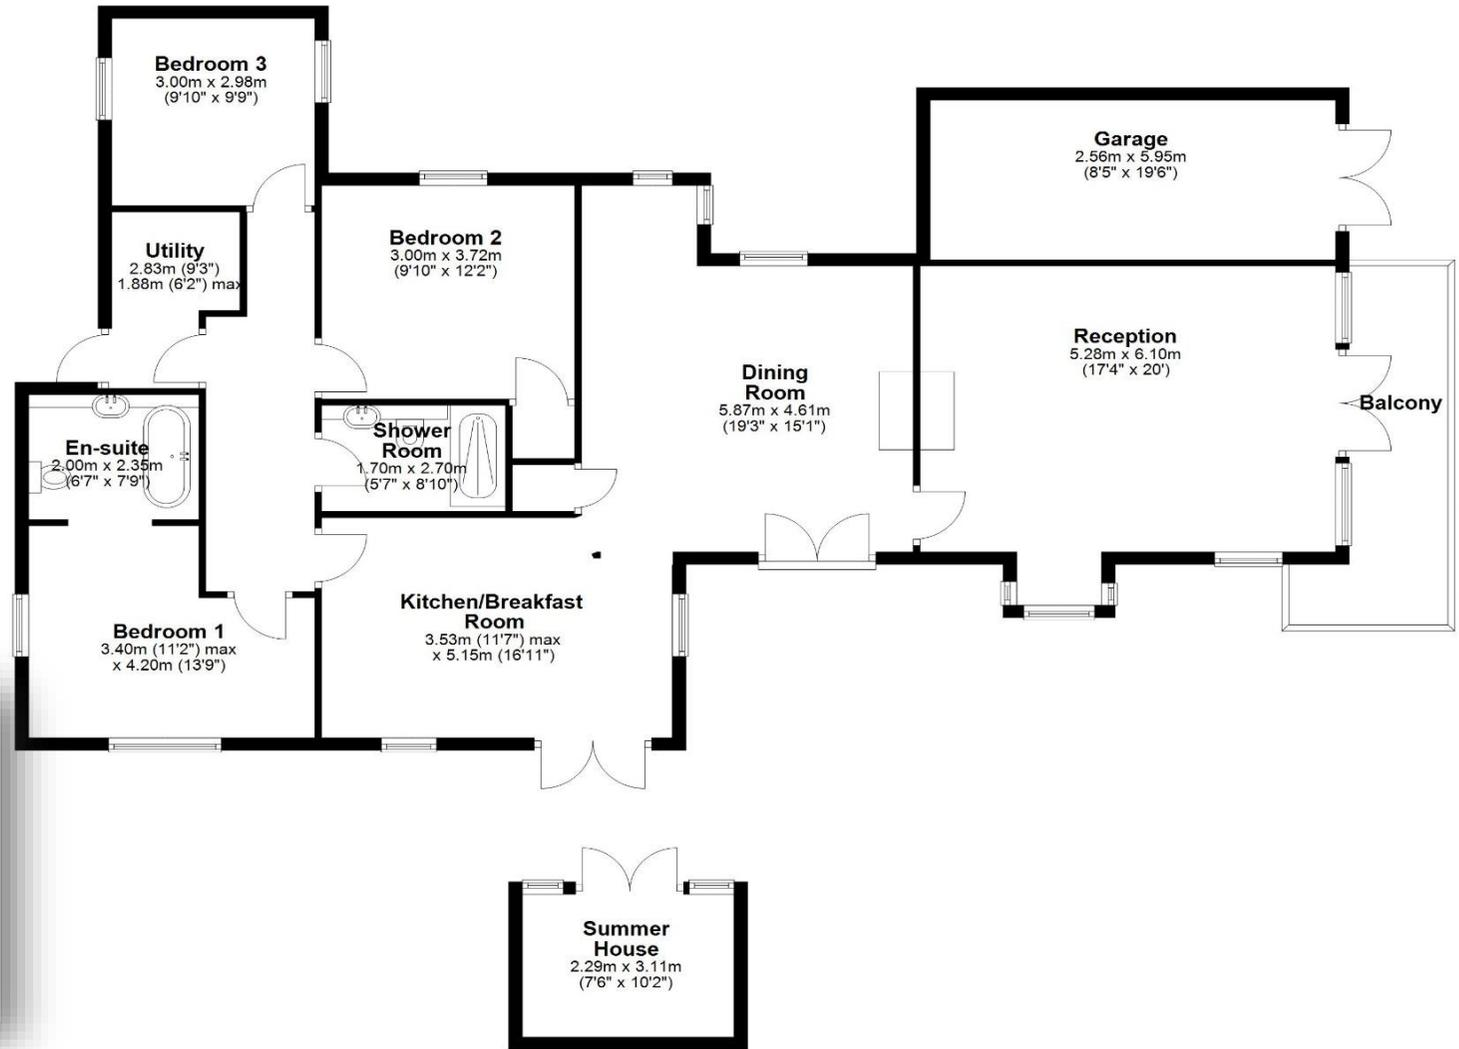 Bedroom 3
3.00m x 2.98m
(9'10" x 9'9")
Garage
2.56m x 5.95m
(8'5" x 19'6")
Utility
2.83m (9'3")
1.88m (6'2") max
Bedroom 2
3.00m x 3.72m
(9'10" x 12'2")
Reception
5.28m x 6.10m
(17'4" x 20')
Balcony
Dining
Room
5.87m x 4.61m
(19'3" x 15'1")
En-suite
2.00m x 2.35m
(6'7" x 7'9")
Shower
Room
1.70m x 2.70m
(5'7" x 8'10")
Kitchen/Breakfast
Room
3.53m (11'7") max
x 5.15m (16'11")
Bedroom 1
3.40m (11'2") max
x 4.20m (13'9")
Summer
House
2.29m x 3.11m
(7'6" x 10'2")